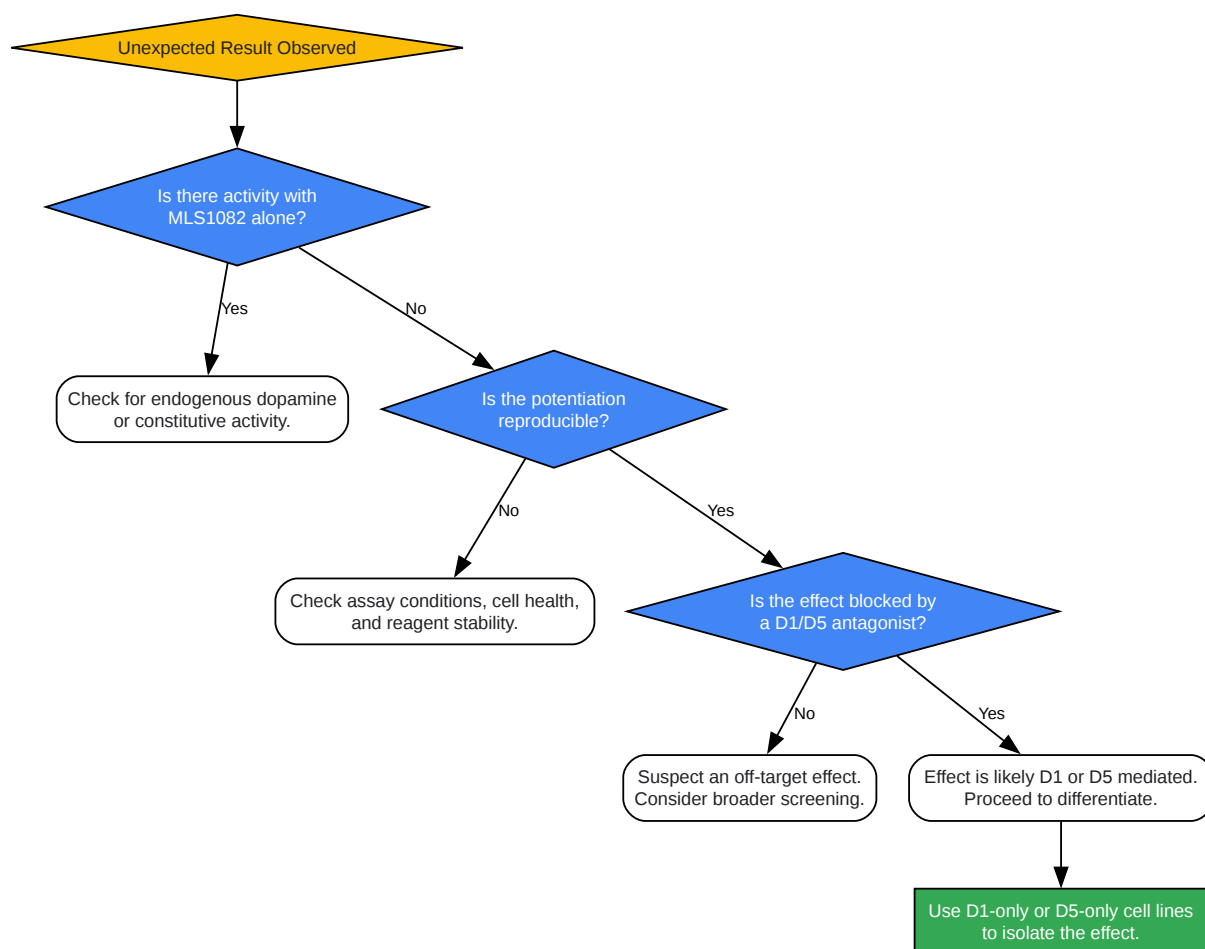 Unexpected Result Observed
Is there activity with
MLS1082 alone?
Yes
No
Check for endogenous dopamine
or constitutive activity.
Is the potentiation
reproducible?
No
Yes
Check assay conditions, cell health,
and reagent stability.
Is the effect blocked by
a D1/D5 antagonist?
No
Yes
Suspect an off-target effect.
Consider broader screening.
Effect is likely D1 or D5 mediated.
Proceed to differentiate.
Use D1-only or D5-only cell lines
to isolate the effect.